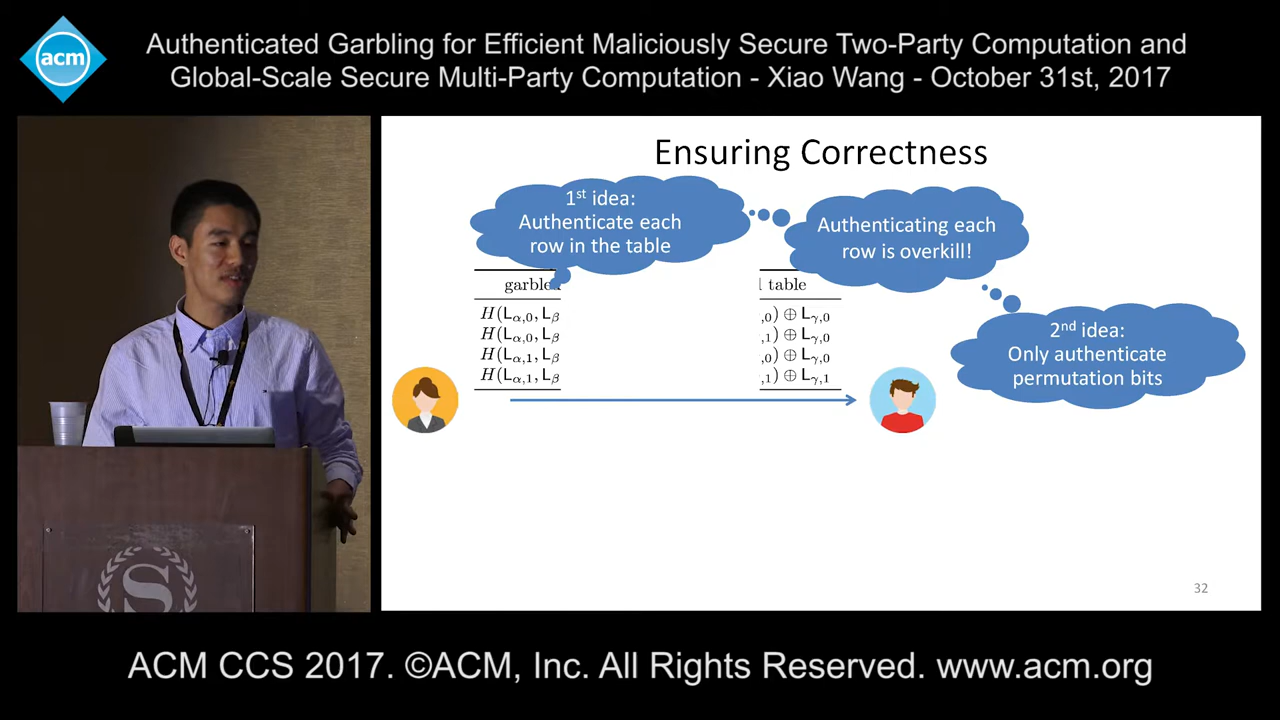 acm
Authenticated Garbling for Efficient Maliciously Secure Two-Party Computation and
Global-Scale Secure Multi-Party Computation - Xiao Wang - October 31st, 2017
Ensuring Correctness
1st idea:
Authenticate each
row in the table
Authenticating each
row is overkill!
2nd idea:
Only authenticate
permutation bits
garbled
H(Lα,0, Lβ
H(Lα,0, Lβ
H(Lα,1, Lβ
H(Lα,1, Lβ
l table
,0) ⊕ Lγ,0
,1) ⊕ Lγ,0
,0) ⊕ Lγ,0
,1) ⊕ Lγ,1
32
S
ACM CCS 2017. ©ACM, Inc. All Rights Reserved. www.acm.org